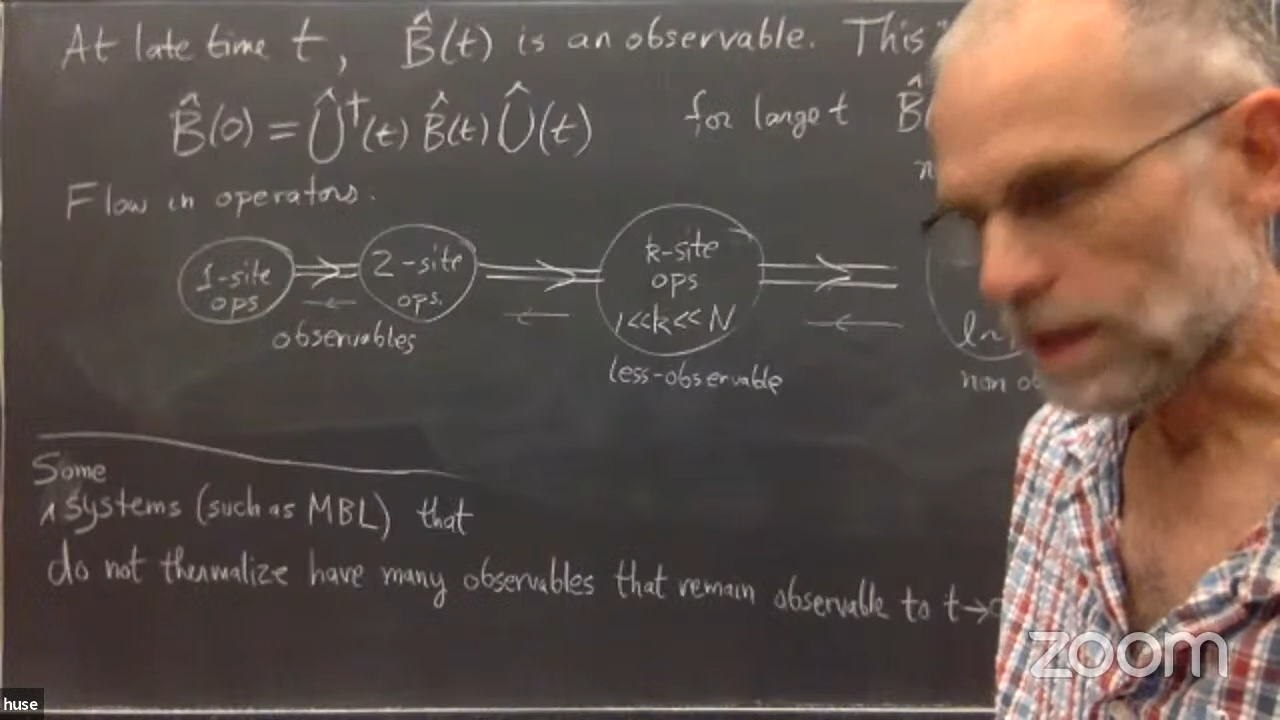 At late time t, B̂(t) is an observable. This
B̂(0) = Û†(t) B̂(t) Û(t) for large t B̂(
Flow in operators.
1-site ops
2-site ops.
k-site ops 1<<k<<N
observables
less-observable
non ob
Some
∧ systems (such as MBL) that
do not thermalize have many observables that remain observable to t→
zoom
huse